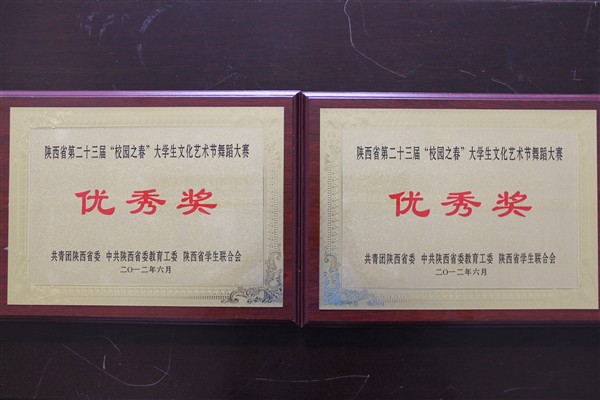 陕西省第二十三届“校园之春”大学生文化艺术节舞蹈大赛
优秀奖
共青团陕西省委 中共陕西省委教育工委 陕西省学生联合会
二〇一二年六月
陕西省第二十三届“校园之春”大学生文化艺术节舞蹈大赛
优秀奖
共青团陕西省委 中共陕西省委教育工委 陕西省学生联合会
二〇一二年六月